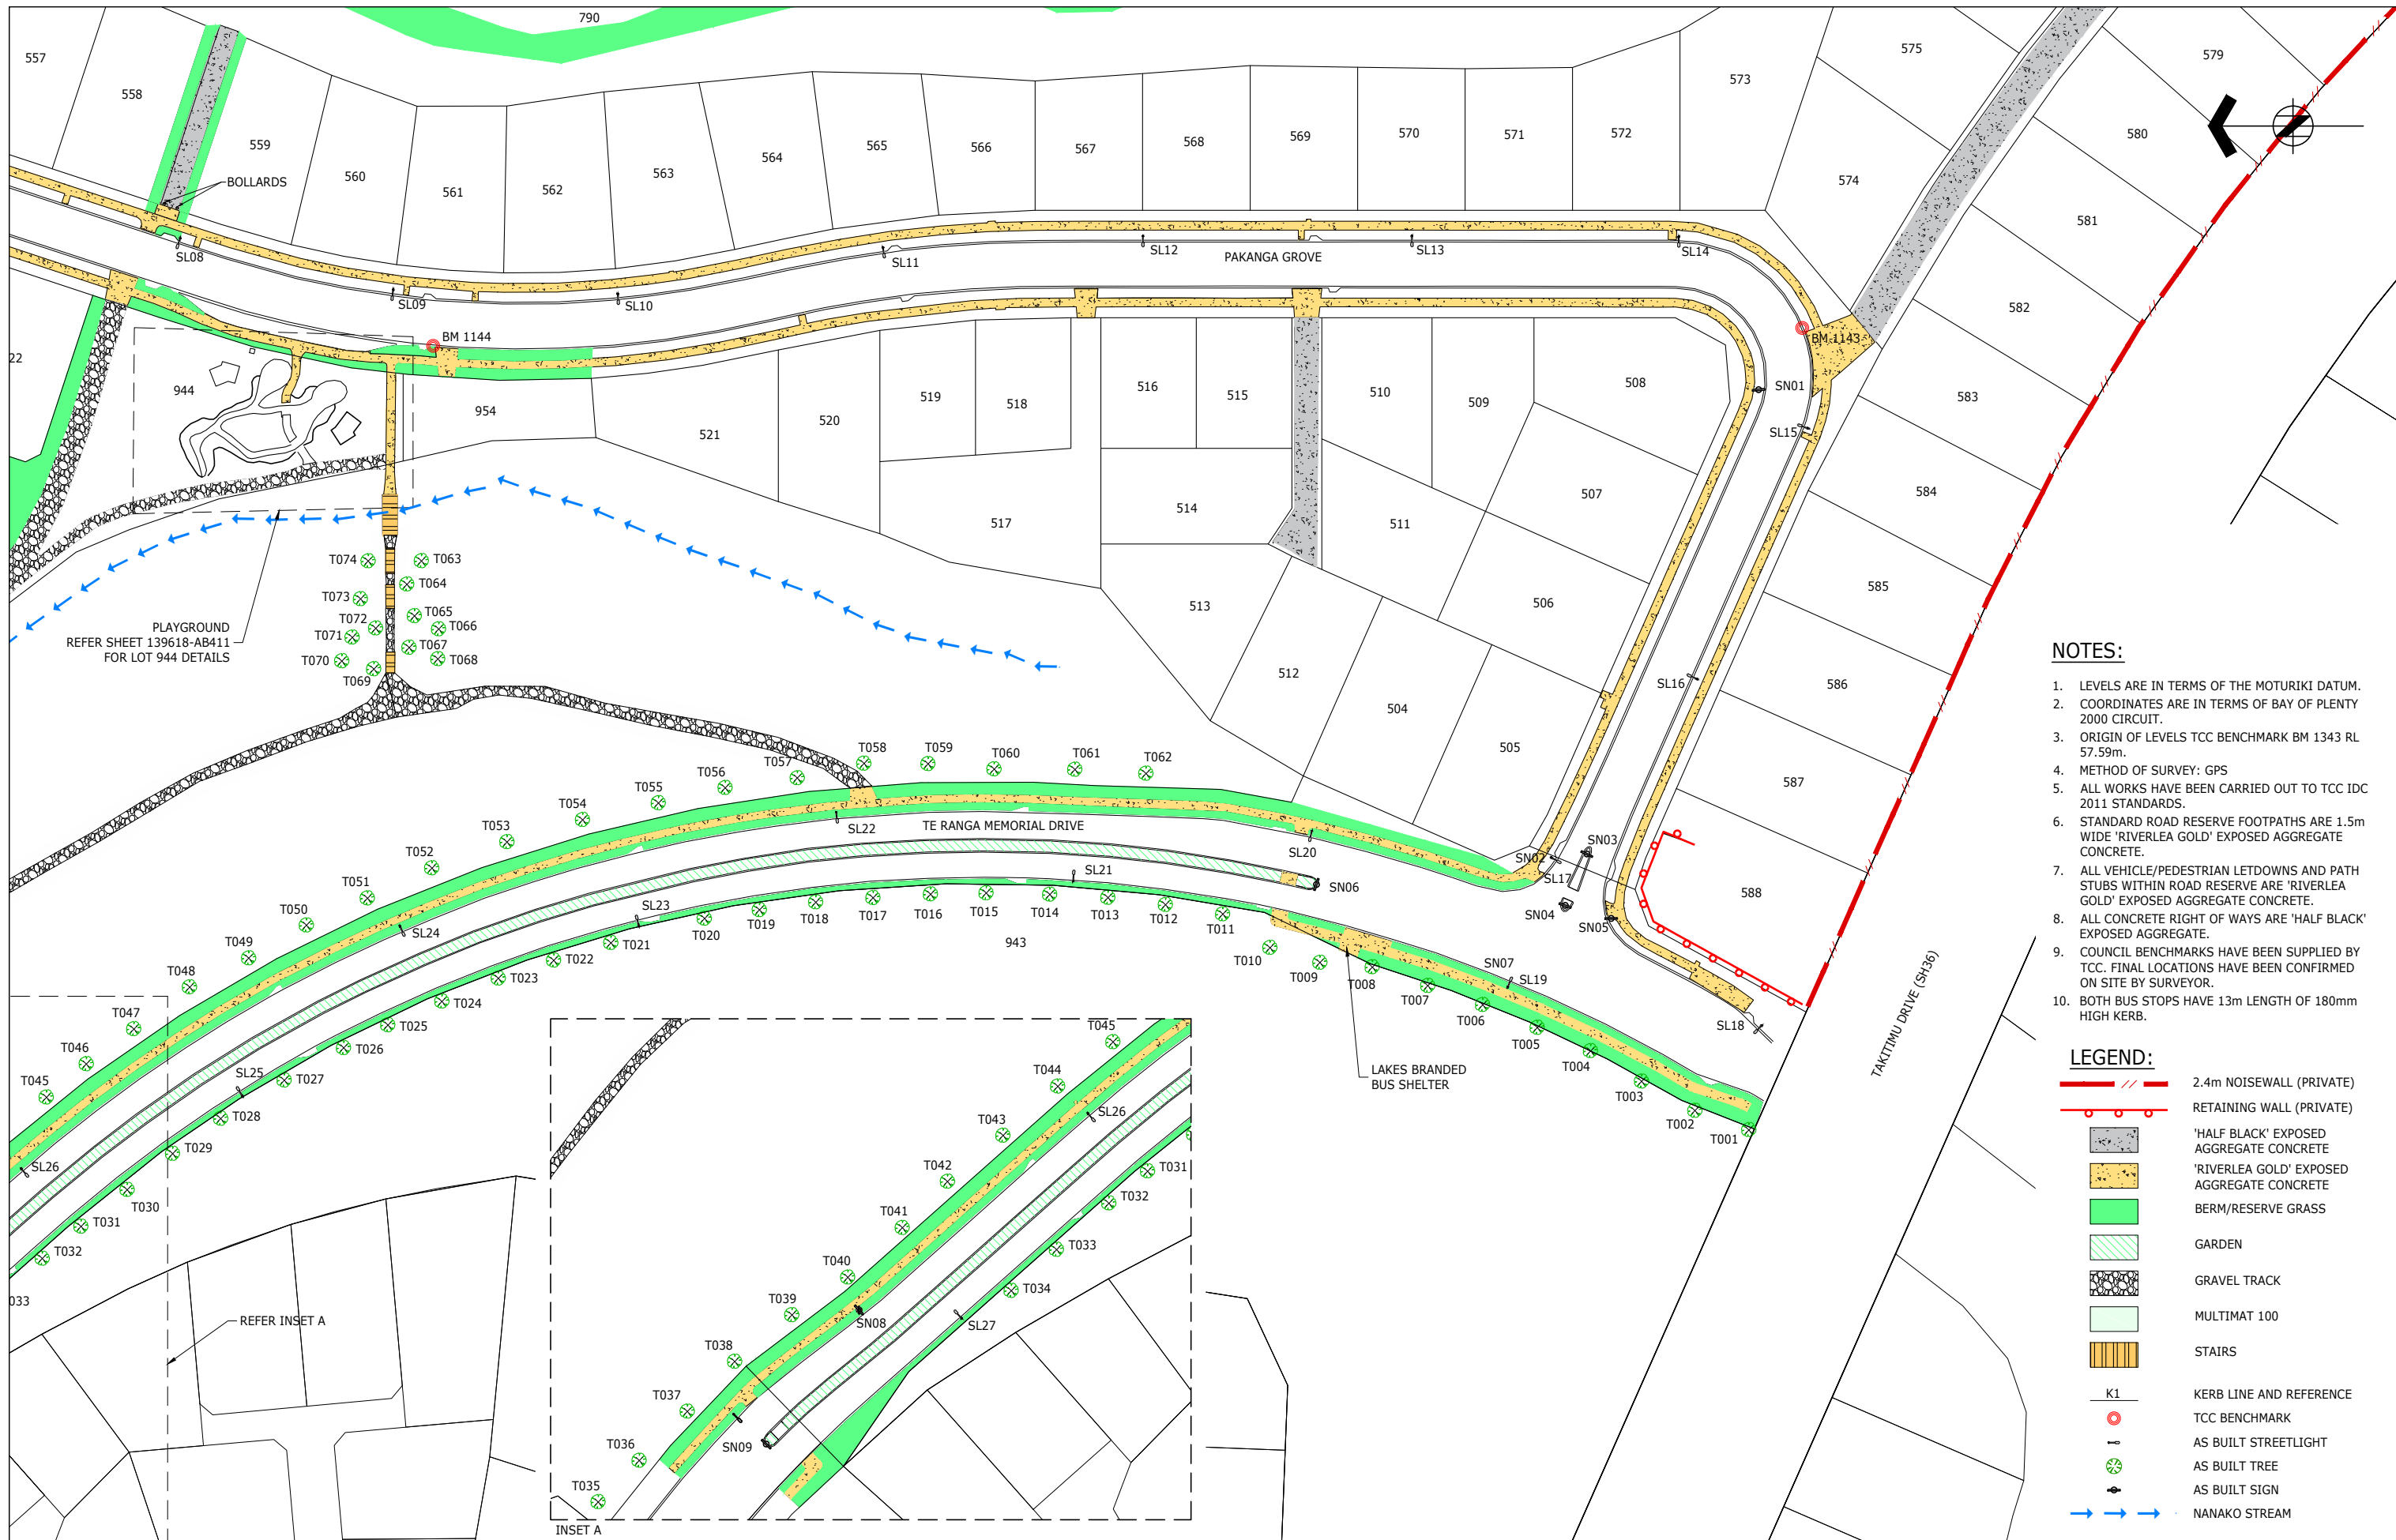 790
557
558
559
560
561
562
563
564
565
566
567
568
569
570
571
572
573
574
575
579
580
581
582
583
584
585
586
587
588
BOLLARDS
SL08
SL09
SL10
SL11
SL12
SL13
SL14
PAKANGA GROVE
BM 1144
BM 1143
SN01
SL15
SL16
22
944
954
521
520
519
518
517
516
515
514
513
512
511
510
509
508
507
506
505
504
PLAYGROUND
REFER SHEET 139618-AB411
FOR LOT 944 DETAILS
T074
T063
T064
T073
T065
T072
T066
T071
T067
T070
T068
T069
T058
T059
T060
T061
T062
T057
T056
T055
T054
T053
T052
T051
T050
T049
T048
T047
T046
T045
SL22
TE RANGA MEMORIAL DRIVE
SL20
SL21
SN06
SN02
SN03
SL17
SN04
SN05
SL23
SL24
SL25
SL26
T021
T020
T019
T018
T017
T016
T015
T014
T013
T012
T011
T010
T009
T008
T007
T006
T005
T004
T003
T002
T001
943
SN07
SL19
SL18
T022
T023
T024
T025
T026
T027
T028
T029
T030
T031
T032
033
REFER INSET A
LAKES BRANDED
BUS SHELTER
TAKITIMU DRIVE (SH36)
T045
T044
T043
T042
T041
T040
T039
T038
T037
T036
T035
SL26
T031
T032
T033
T034
SL27
SN08
SN09
INSET A
NOTES:
1. LEVELS ARE IN TERMS OF THE MOTURIKI DATUM.
2. COORDINATES ARE IN TERMS OF BAY OF PLENTY
2000 CIRCUIT.
3. ORIGIN OF LEVELS TCC BENCHMARK BM 1343 RL
57.59m.
4. METHOD OF SURVEY: GPS
5. ALL WORKS HAVE BEEN CARRIED OUT TO TCC IDC
2011 STANDARDS.
6. STANDARD ROAD RESERVE FOOTPATHS ARE 1.5m
WIDE 'RIVERLEA GOLD' EXPOSED AGGREGATE
CONCRETE.
7. ALL VEHICLE/PEDESTRIAN LETDOWNS AND PATH
STUBS WITHIN ROAD RESERVE ARE 'RIVERLEA
GOLD' EXPOSED AGGREGATE CONCRETE.
8. ALL CONCRETE RIGHT OF WAYS ARE 'HALF BLACK'
EXPOSED AGGREGATE.
9. COUNCIL BENCHMARKS HAVE BEEN SUPPLIED BY
TCC. FINAL LOCATIONS HAVE BEEN CONFIRMED
ON SITE BY SURVEYOR.
10. BOTH BUS STOPS HAVE 13m LENGTH OF 180mm
HIGH KERB.
LEGEND:
2.4m NOISEWALL (PRIVATE)
RETAINING WALL (PRIVATE)
'HALF BLACK' EXPOSED
AGGREGATE CONCRETE
'RIVERLEA GOLD' EXPOSED
AGGREGATE CONCRETE
BERM/RESERVE GRASS
GARDEN
GRAVEL TRACK
MULTIMAT 100
STAIRS
K1 KERB LINE AND REFERENCE
TCC BENCHMARK
AS BUILT STREETLIGHT
AS BUILT TREE
AS BUILT SIGN
NANAKO STREAM